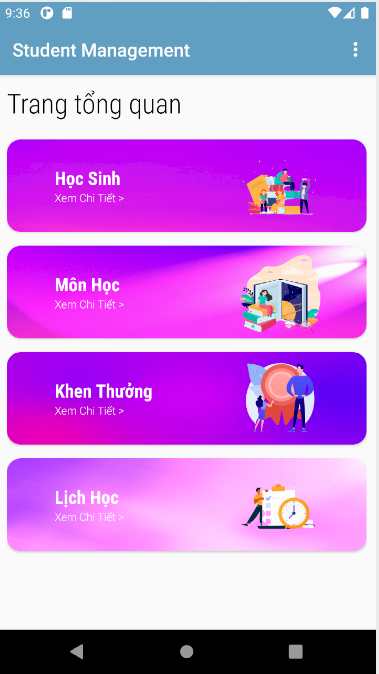 9:36
Student Management
Trang tổng quan
Học Sinh
Xem Chi Tiết >
Môn Học
Xem Chi Tiết >
Khen Thưởng
Xem Chi Tiết >
Lịch Học
Xem Chi Tiết >